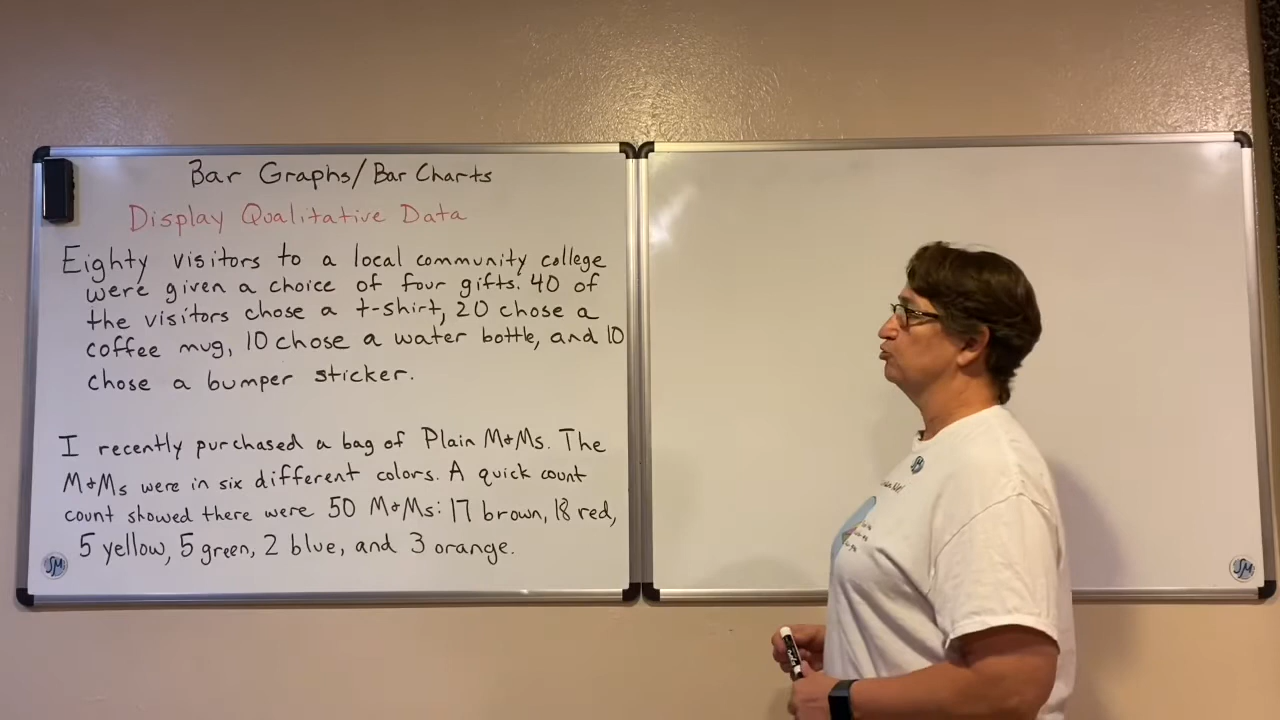 Bar Graphs/Bar Charts
Display Qualitative Data
Eighty visitors to a local community college
were given a choice of four gifts. 40 of
the visitors chose a t-shirt, 20 chose a
coffee mug, 10 chose a water bottle, and 10
chose a bumper sticker.
I recently purchased a bag of Plain M&Ms. The
M&Ms were in six different colors. A quick count
count showed there were 50 M&Ms: 17 brown, 18 red,
5 yellow, 5 green, 2 blue, and 3 orange.
SM
SM
SM